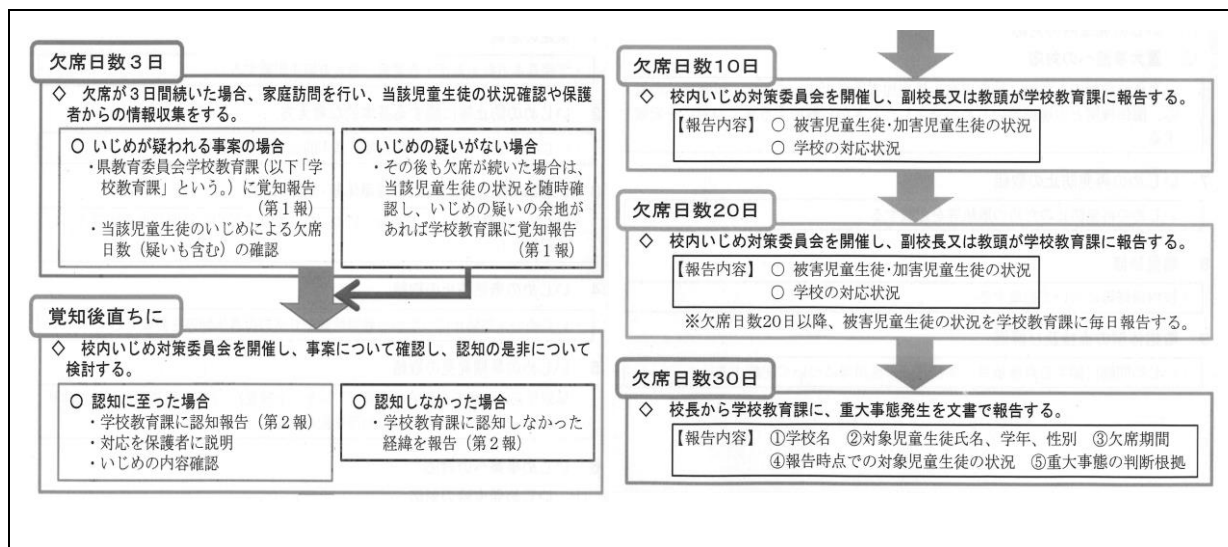 欠席日数3日
◇ 欠席が3日間続いた場合、家庭訪問を行い、当該児童生徒の状況確認や保護
者からの情報収集をする。
○ いじめが疑われる事案の場合
・県教育委員会学校教育課(以下「学
校教育課」という。)に覚知報告
(第1報)
・当該児童生徒のいじめによる欠席
日数(疑いも含む)の確認
○ いじめの疑いがない場合
・その後も欠席が続いた場合は、
当該児童生徒の状況を随時確
認し、いじめの疑いの余地が
あれば学校教育課に覚知報告
(第1報)
覚知後直ちに
◇ 校内いじめ対策委員会を開催し、事案について確認し、認知の是非について
検討する。
○ 認知に至った場合
・学校教育課に認知報告(第2報)
・対応を保護者に説明
・いじめの内容確認
○ 認知しなかった場合
・学校教育課に認知しなかった
経緯を報告(第2報)
欠席日数10日
◇ 校内いじめ対策委員会を開催し、副校長又は教頭が学校教育課に報告する。
【報告内容】 ○ 被害児童生徒・加害児童生徒の状況
○ 学校の対応状況
欠席日数20日
◇ 校内いじめ対策委員会を開催し、副校長又は教頭が学校教育課に報告する。
【報告内容】 ○ 被害児童生徒・加害児童生徒の状況
○ 学校の対応状況
※欠席日数20日以降、被害児童生徒の状況を学校教育課に毎日報告する。
欠席日数30日
◇ 校長から学校教育課に、重大事態発生を文書で報告する。
【報告内容】 ①学校名 ②対象児童生徒氏名、学年、性別 ③欠席期間
④報告時点での対象児童生徒の状況 ⑤重大事態の判断根拠